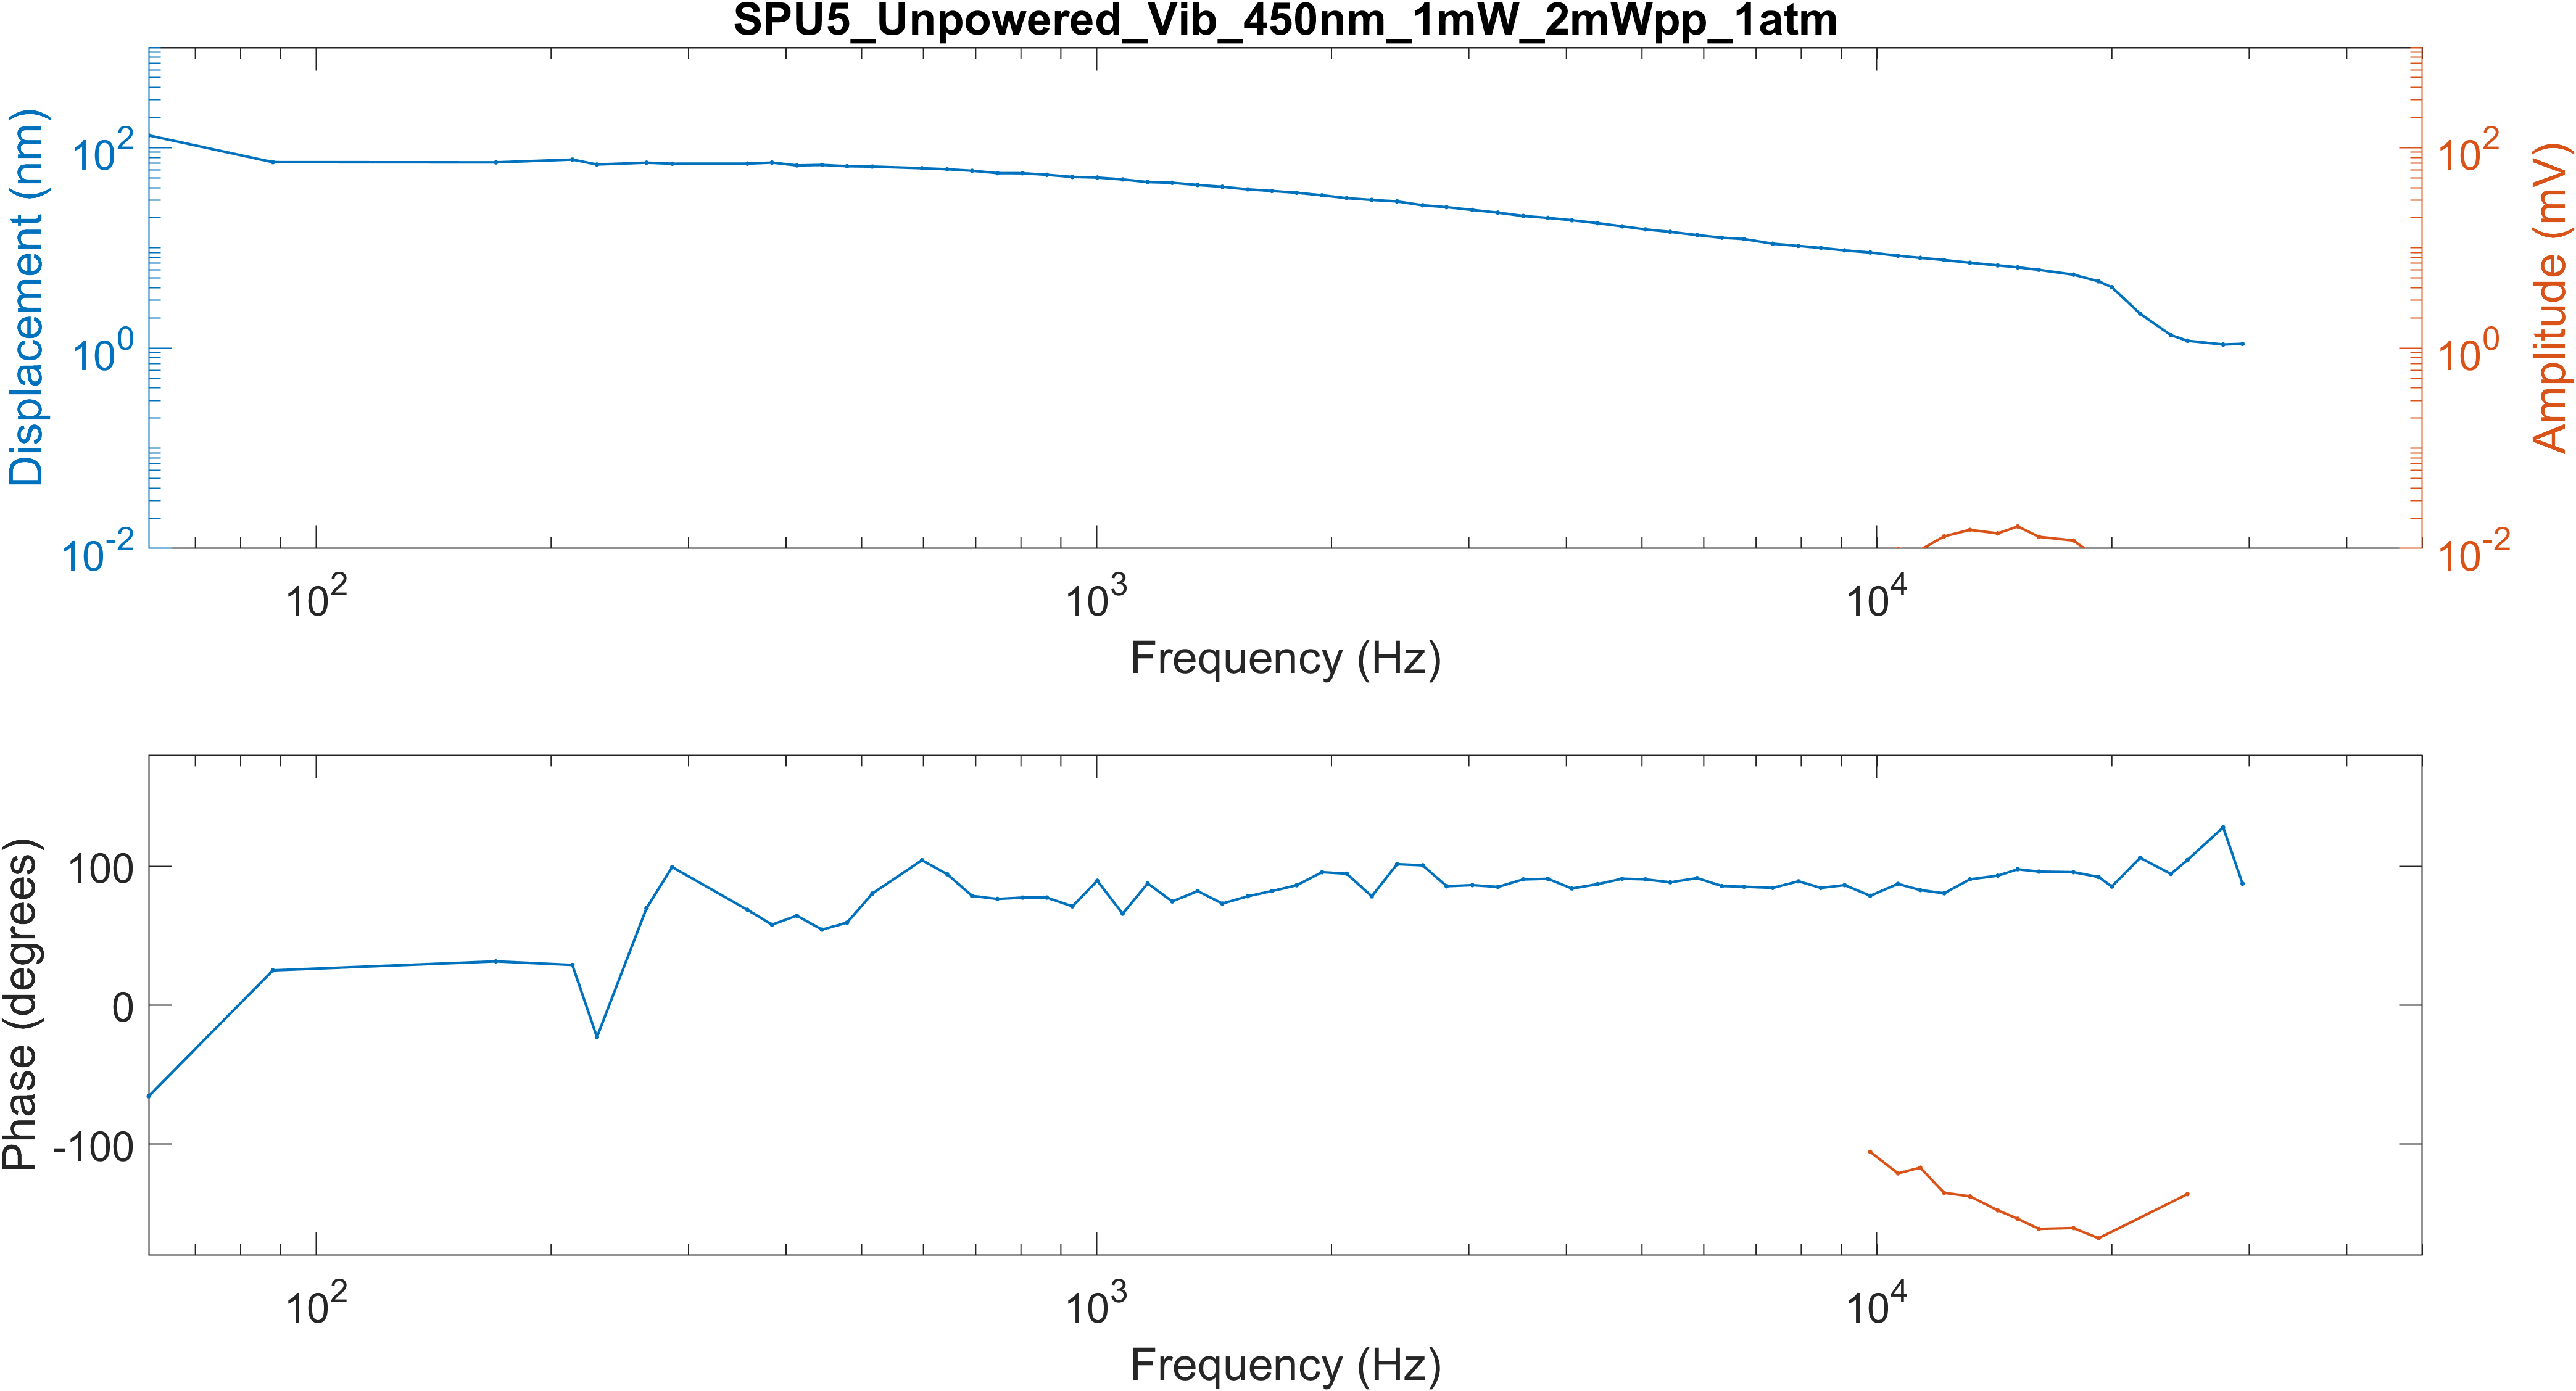 SPU5_Unpowered_Vib_450nm_1mW_2mWpp_1atm
Displacement (nm)
10^2
10^0
10^-2
Amplitude (mV)
10^2
10^0
10^-2
10^2 10^3 10^4
Frequency (Hz)
Phase (degrees)
100
0
-100
10^2 10^3 10^4
Frequency (Hz)